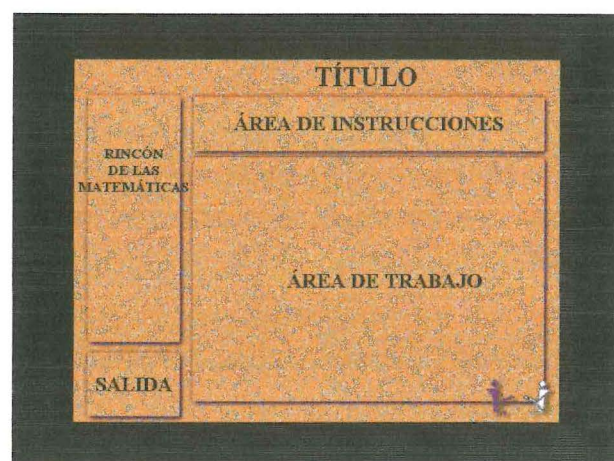 TÍTULO
ÁREA DE INSTRUCCIONES
RINCÓN
DE LAS
MATEMÁTICAS
ÁREA DE TRABAJO
SALIDA